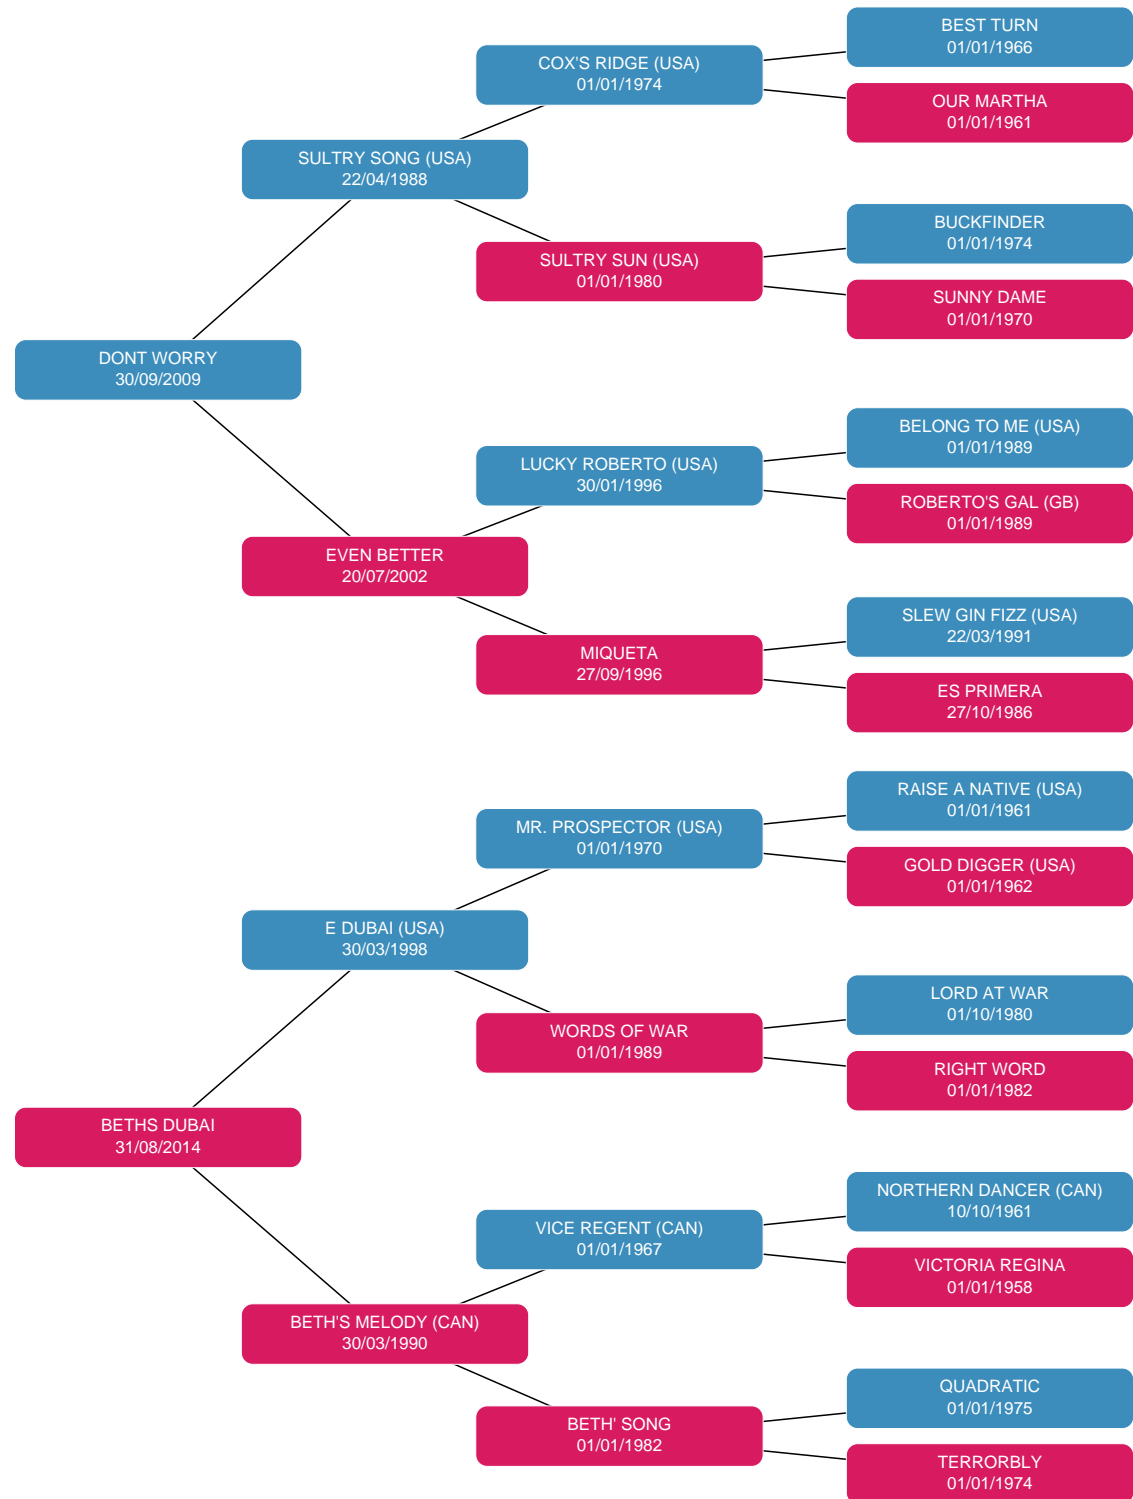 BEST TURN
01/01/1966
COX'S RIDGE (USA)
01/01/1974
OUR MARTHA
01/01/1961
SULTRY SONG (USA)
22/04/1988
BUCKFINDER
01/01/1974
SULTRY SUN (USA)
01/01/1980
SUNNY DAME
01/01/1970
DONT WORRY
30/09/2009
BELONG TO ME (USA)
01/01/1989
LUCKY ROBERTO (USA)
30/01/1996
ROBERTO'S GAL (GB)
01/01/1989
EVEN BETTER
20/07/2002
SLEW GIN FIZZ (USA)
22/03/1991
MIQUETA
27/09/1996
ES PRIMERA
27/10/1986
RAISE A NATIVE (USA)
01/01/1961
MR. PROSPECTOR (USA)
01/01/1970
GOLD DIGGER (USA)
01/01/1962
E DUBAI (USA)
30/03/1998
LORD AT WAR
01/10/1980
WORDS OF WAR
01/01/1989
RIGHT WORD
01/01/1982
BETHS DUBAI
31/08/2014
NORTHERN DANCER (CAN)
10/10/1961
VICE REGENT (CAN)
01/01/1967
VICTORIA REGINA
01/01/1958
BETH'S MELODY (CAN)
30/03/1990
QUADRATIC
01/01/1975
BETH' SONG
01/01/1982
TERRORBLY
01/01/1974